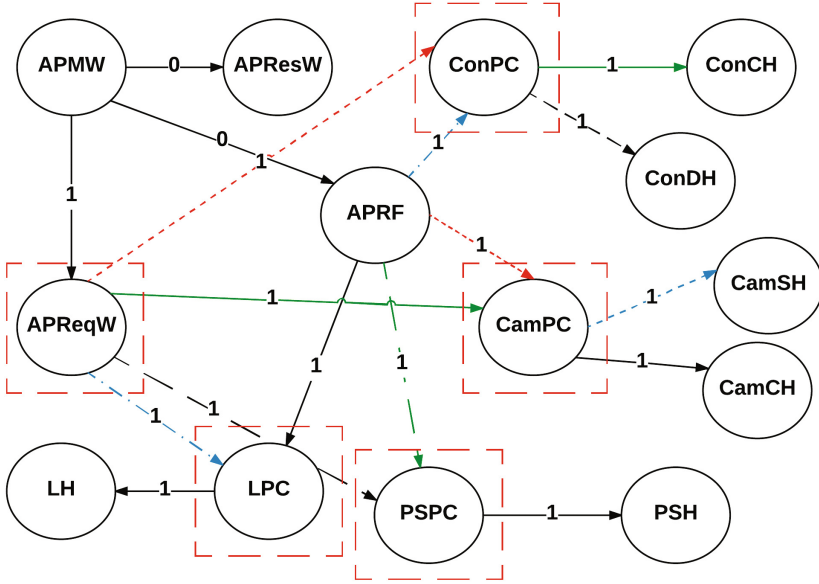 APMW
0
APResW
ConPC
1
ConCH
0
1
1
1
ConDH
1
APRF
1
CamSH
1
APReqW
1
CamPC
1
CamCH
1
1
1
1
LH
1
LPC
PSPC
1
PSH